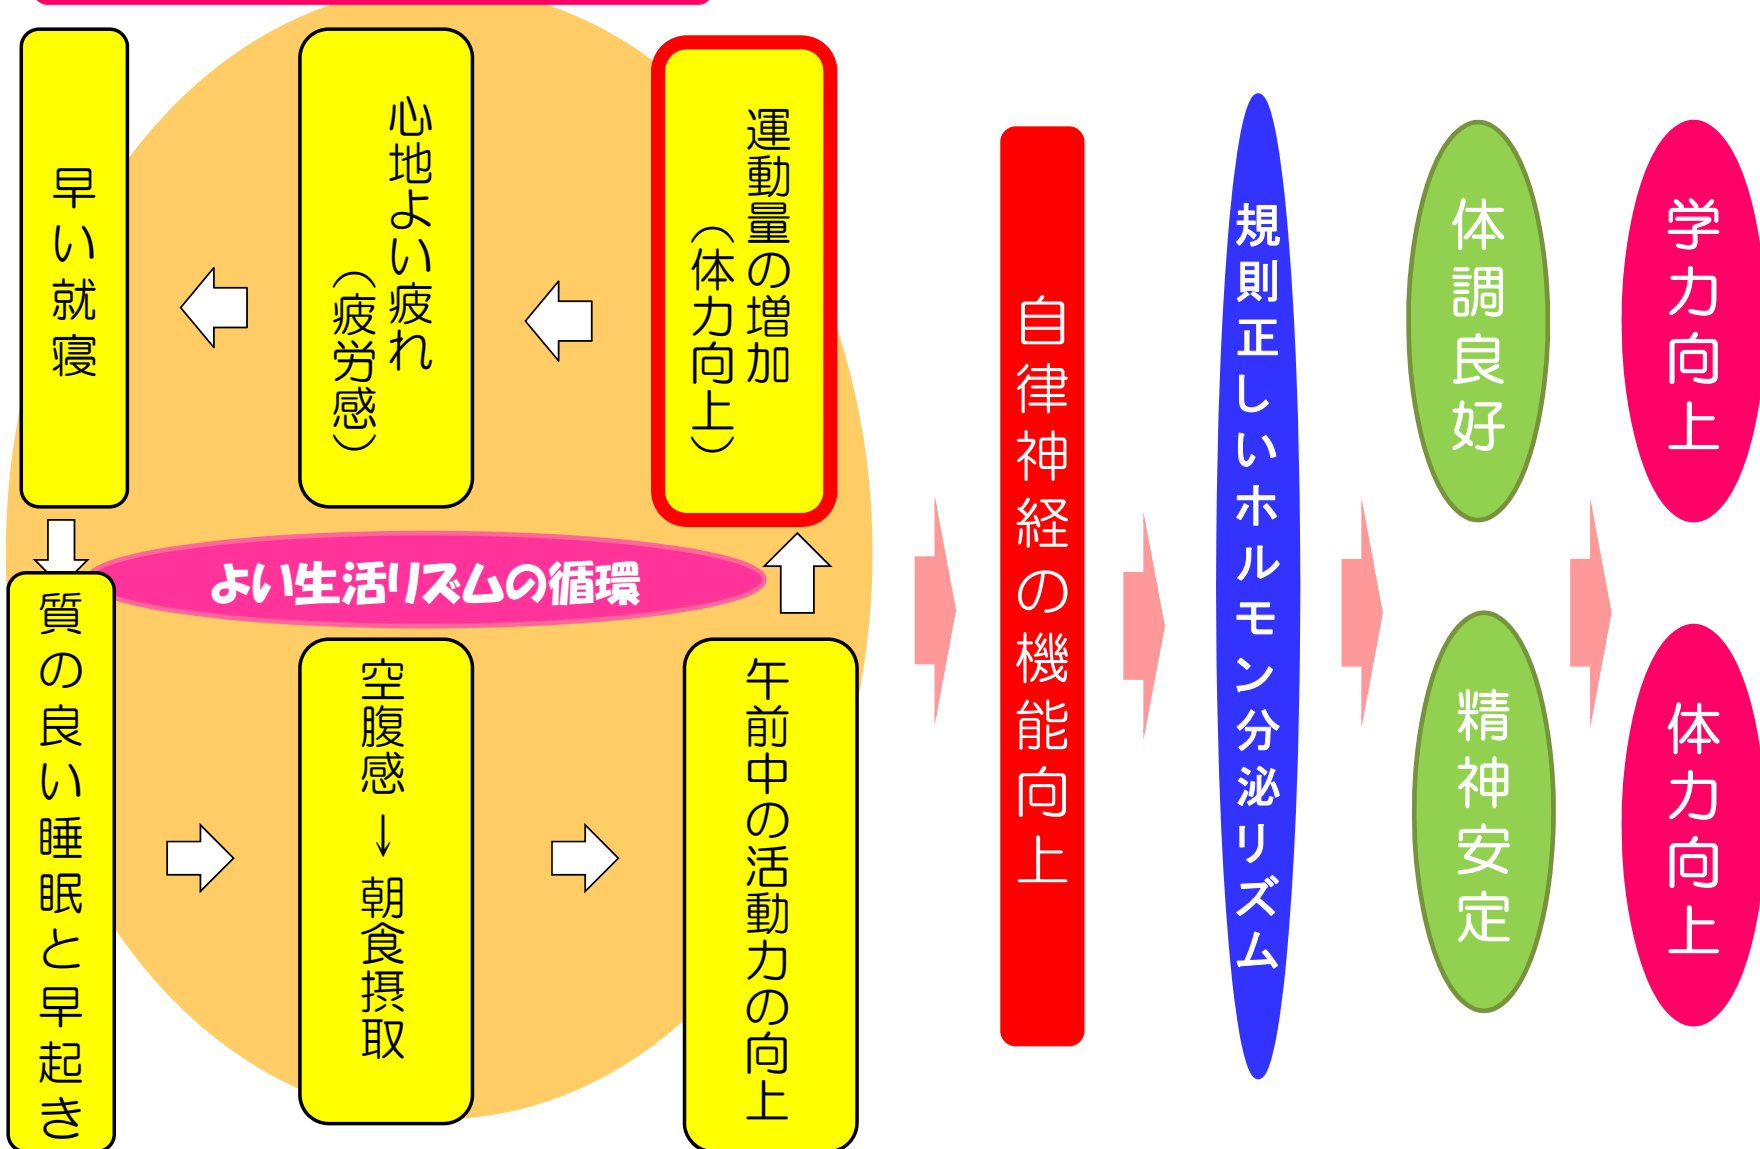 運動量の増加
（体力向上）
心地よい疲れ
（疲労感）
早い就寝
よい生活リズムの循環
質の良い睡眠と早起き
空腹感→朝食摂取
午前中の活動力の向上
自律神経の機能向上
規則正しいホルモン分泌リズム
体調良好
精神安定
学力向上
体力向上